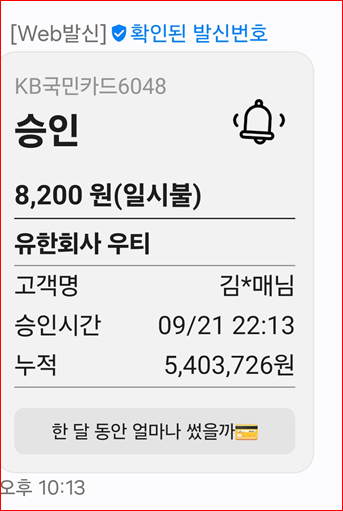 [Web발신] 확인된 발신번호
KB국민카드6048
승인
8,200 원(일시불)
유한회사 우티
고객명 김*매님
승인시간 09/21 22:13
누적 5,403,726원
한 달 동안 얼마나 썼을까💳
오후 10:13